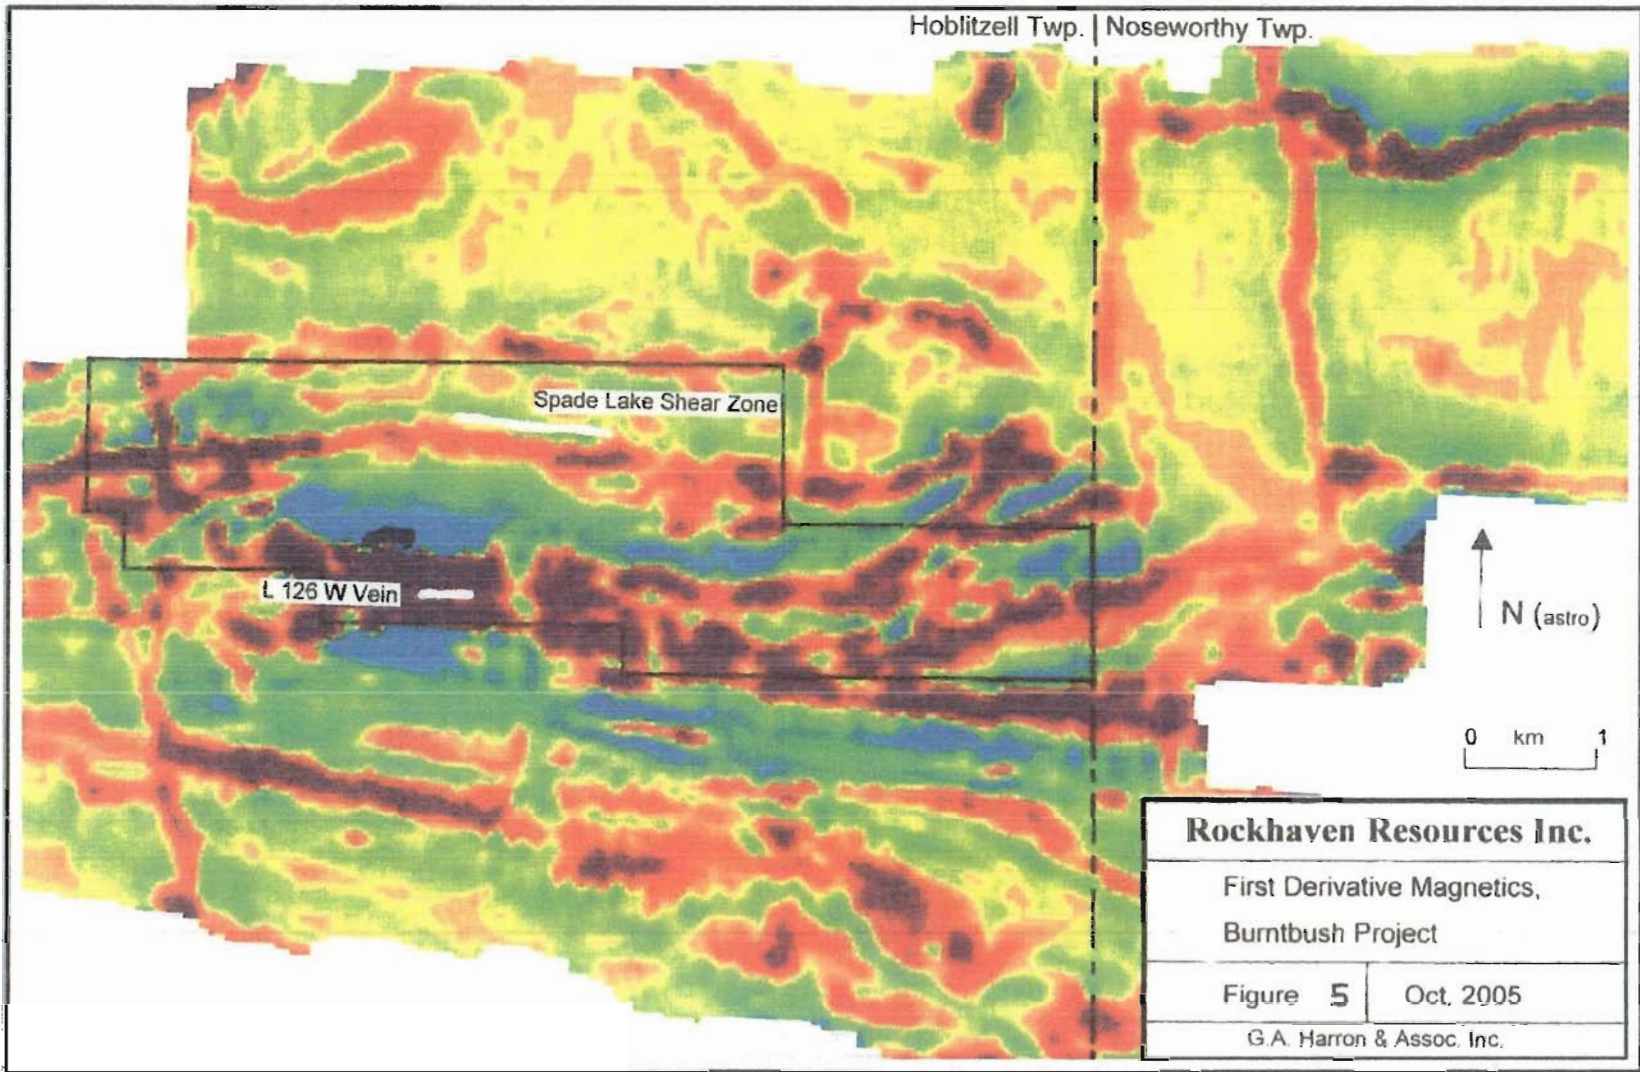 Hoblitzell Twp. | Noseworthy Twp.
Spade Lake Shear Zone
L 126 W Vein
N (astro)
0 km 1
Rockhaven Resources Inc.
First Derivative Magnetics,
Burntbush Project
Figure 5
Oct. 2005
G.A. Harron & Assoc. Inc.